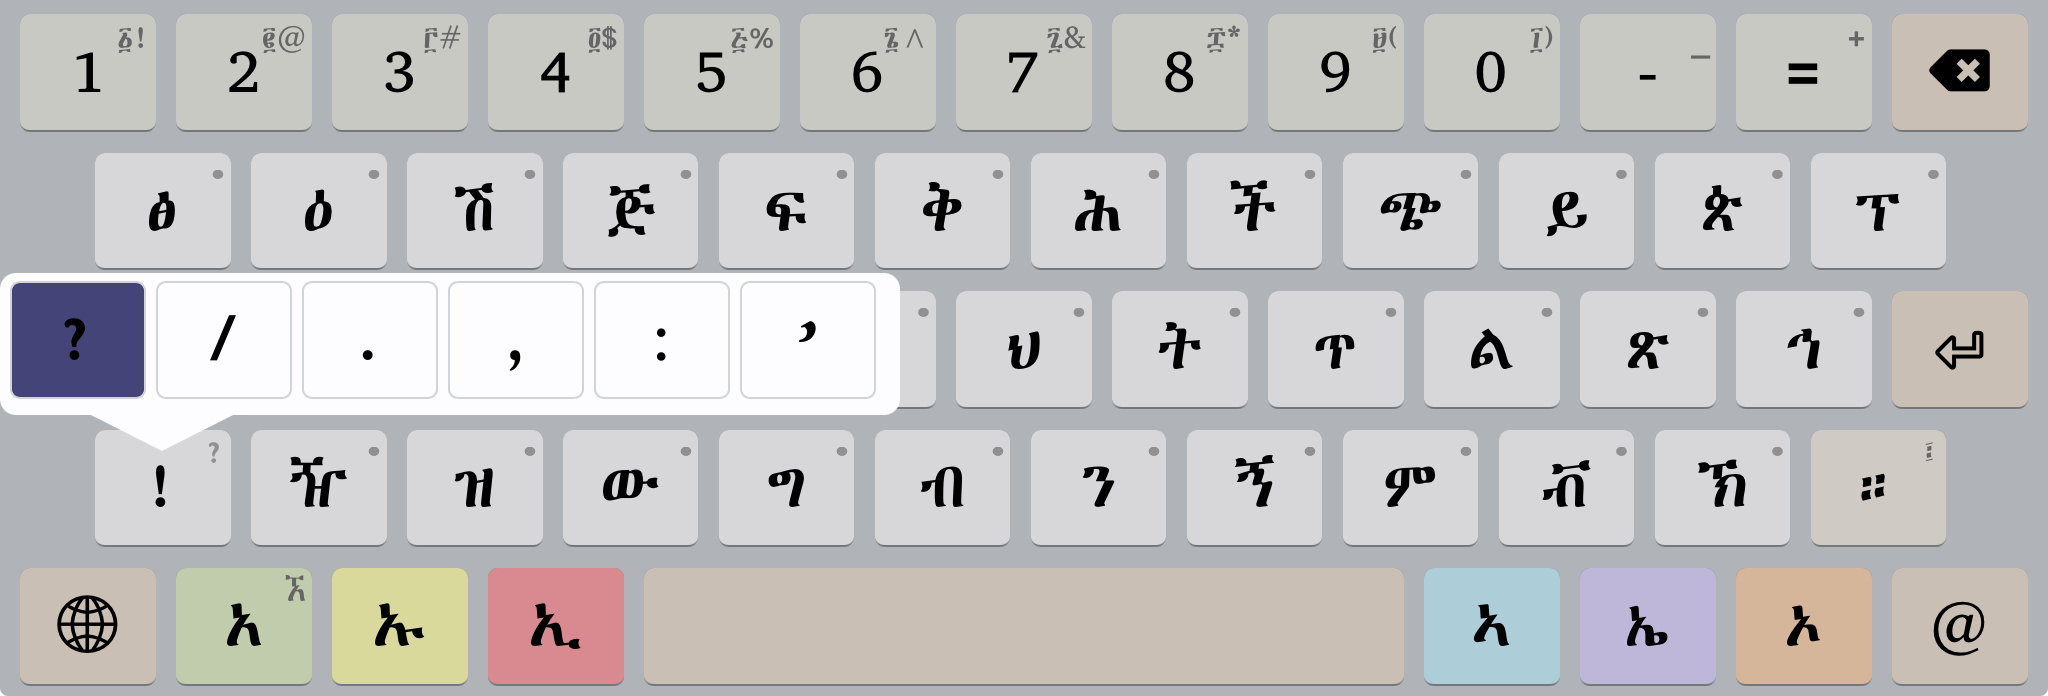 1 ፩! 2 ፪@ 3 ፫# 4 ፬$ 5 ፭% 6 ፮^ 7 ፯& 8 ፰* 9 ፱( 0 ፲) - – = +
ፅ ዕ ሽ ጅ ፍ ቅ ሕ ች ጭ ይ ጵ ፕ
? / . , : ’ ህ ት ጥ ል ጽ ኅ
! ? ዥ ዝ ው ግ ብ ን ኝ ም ቭ ኽ ።
አ ኡ ኢ ኣ ኤ ኦ @